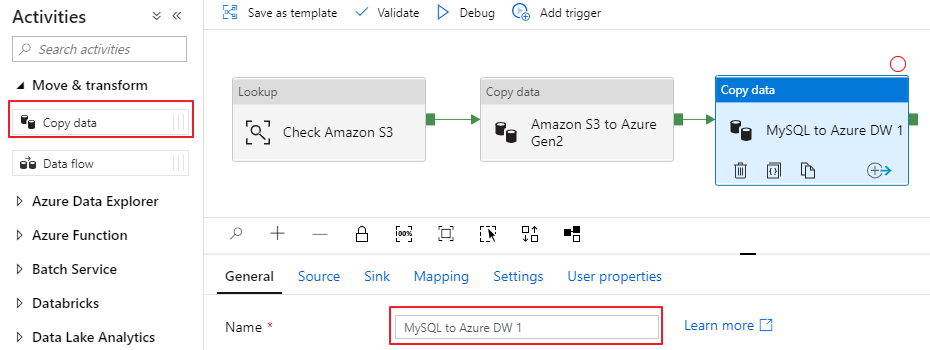 Activities
Search activities
Move & transform
Copy data
Data flow
Azure Data Explorer
Azure Function
Batch Service
Databricks
Data Lake Analytics
Save as template
Validate
Debug
Add trigger
Lookup
Check Amazon S3
Copy data
Amazon S3 to Azure
Gen2
Copy data
MySQL to Azure DW 1
100%
General
Source
Sink
Mapping
Settings
User properties
Name *
MySQL to Azure DW 1
Learn more